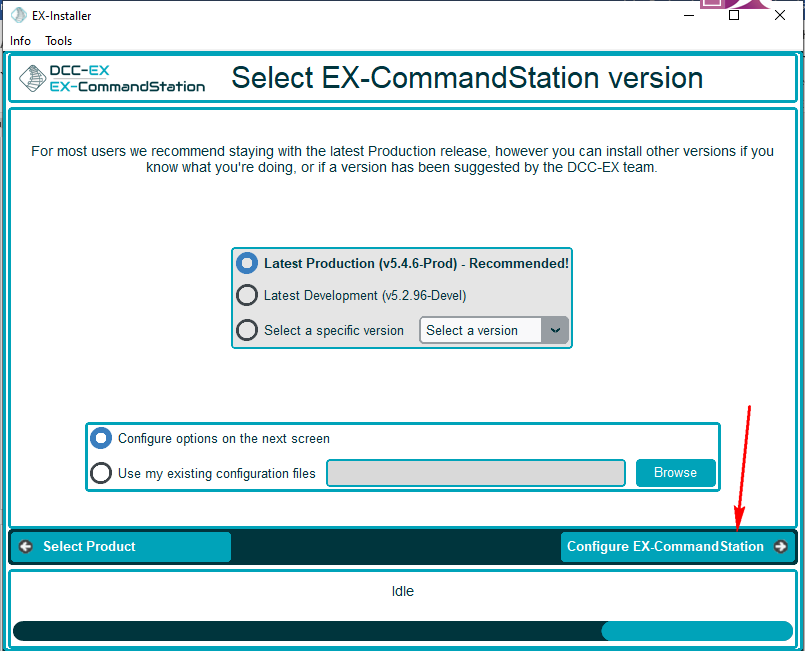 EX-Installer
Info Tools
DCC-EX
EX-CommandStation
Select EX-CommandStation version
For most users we recommend staying with the latest Production release, however you can install other versions if you
know what you're doing, or if a version has been suggested by the DCC-EX team.
Latest Production (v5.4.6-Prod) - Recommended!
Latest Development (v5.2.96-Devel)
Select a specific version Select a version
Configure options on the next screen
Use my existing configuration files Browse
Select Product Configure EX-CommandStation
Idle